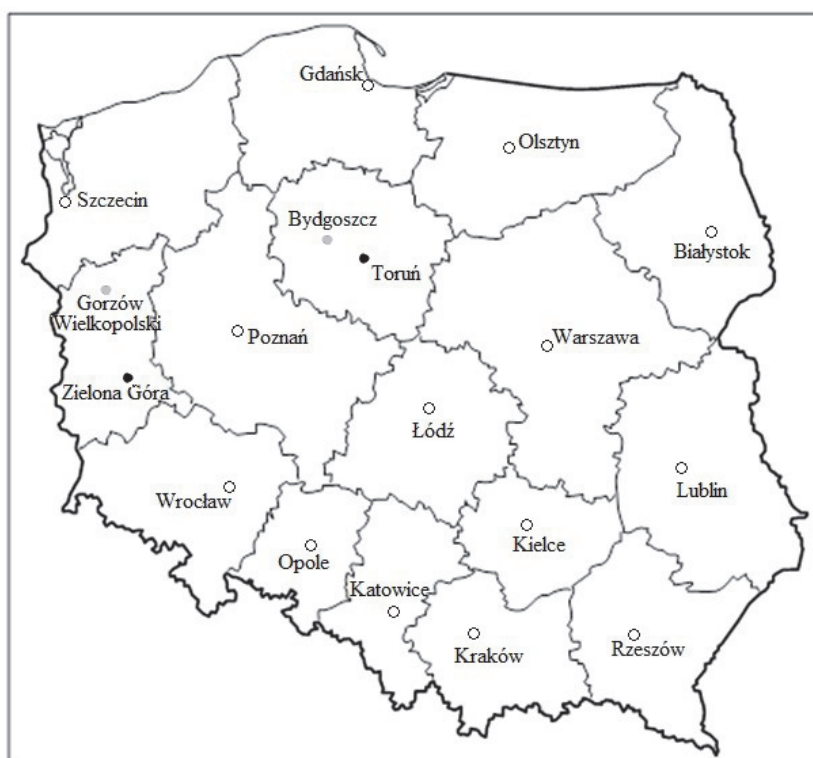 Gdańsk
Olsztyn
Szczecin
Bydgoszcz
Białystok
Toruń
Gorzów
Wielkopolski
Poznań
Warszawa
Zielona Góra
Łódź
Wrocław
Lublin
Opole
Kielce
Katowice
Kraków
Rzeszów